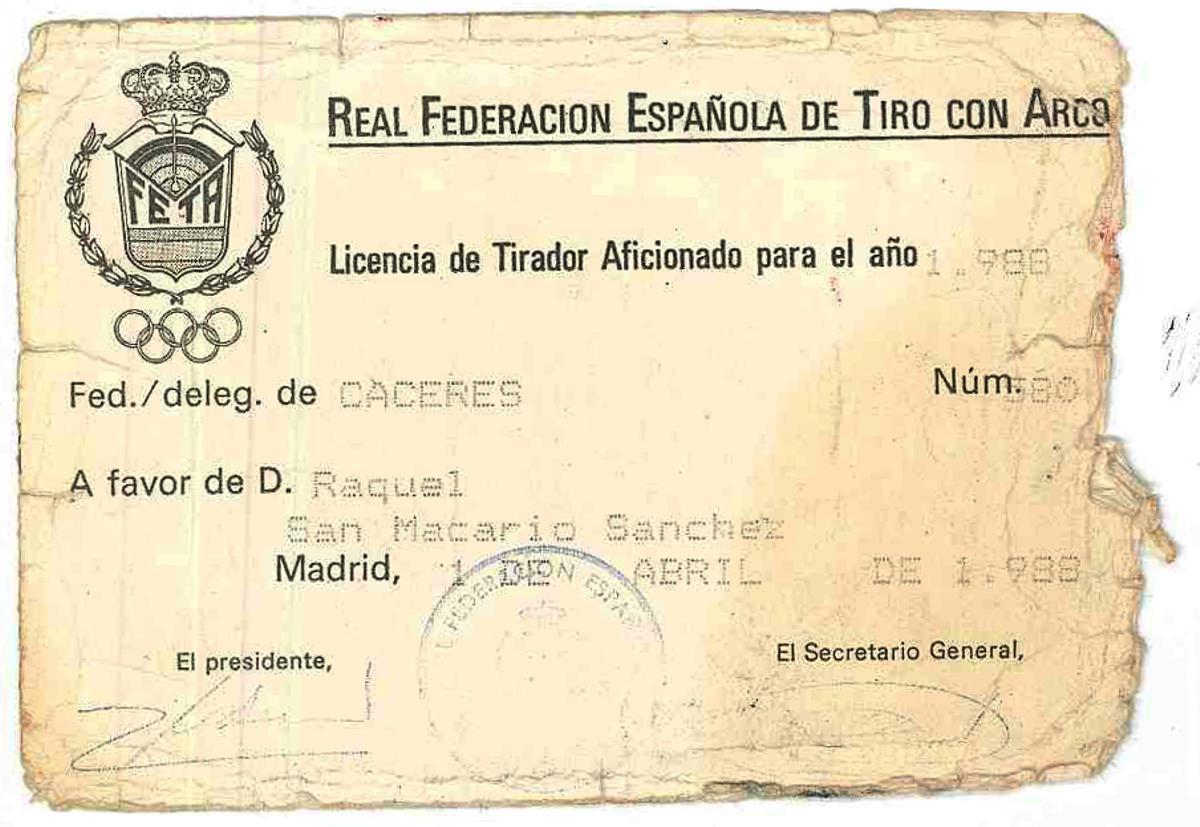 FETA
REAL FEDERACION ESPAÑOLA DE TIRO CON ARCO
Licencia de Tirador Aficionado para el año 1.988
Fed./deleg. de CACERES
Núm. 580
A favor de D. Raquel
San Macario Sanchez
Madrid, 1 DE ABRIL DE 1.988
FEDERACION ESPAÑ
El presidente,
El Secretario General,